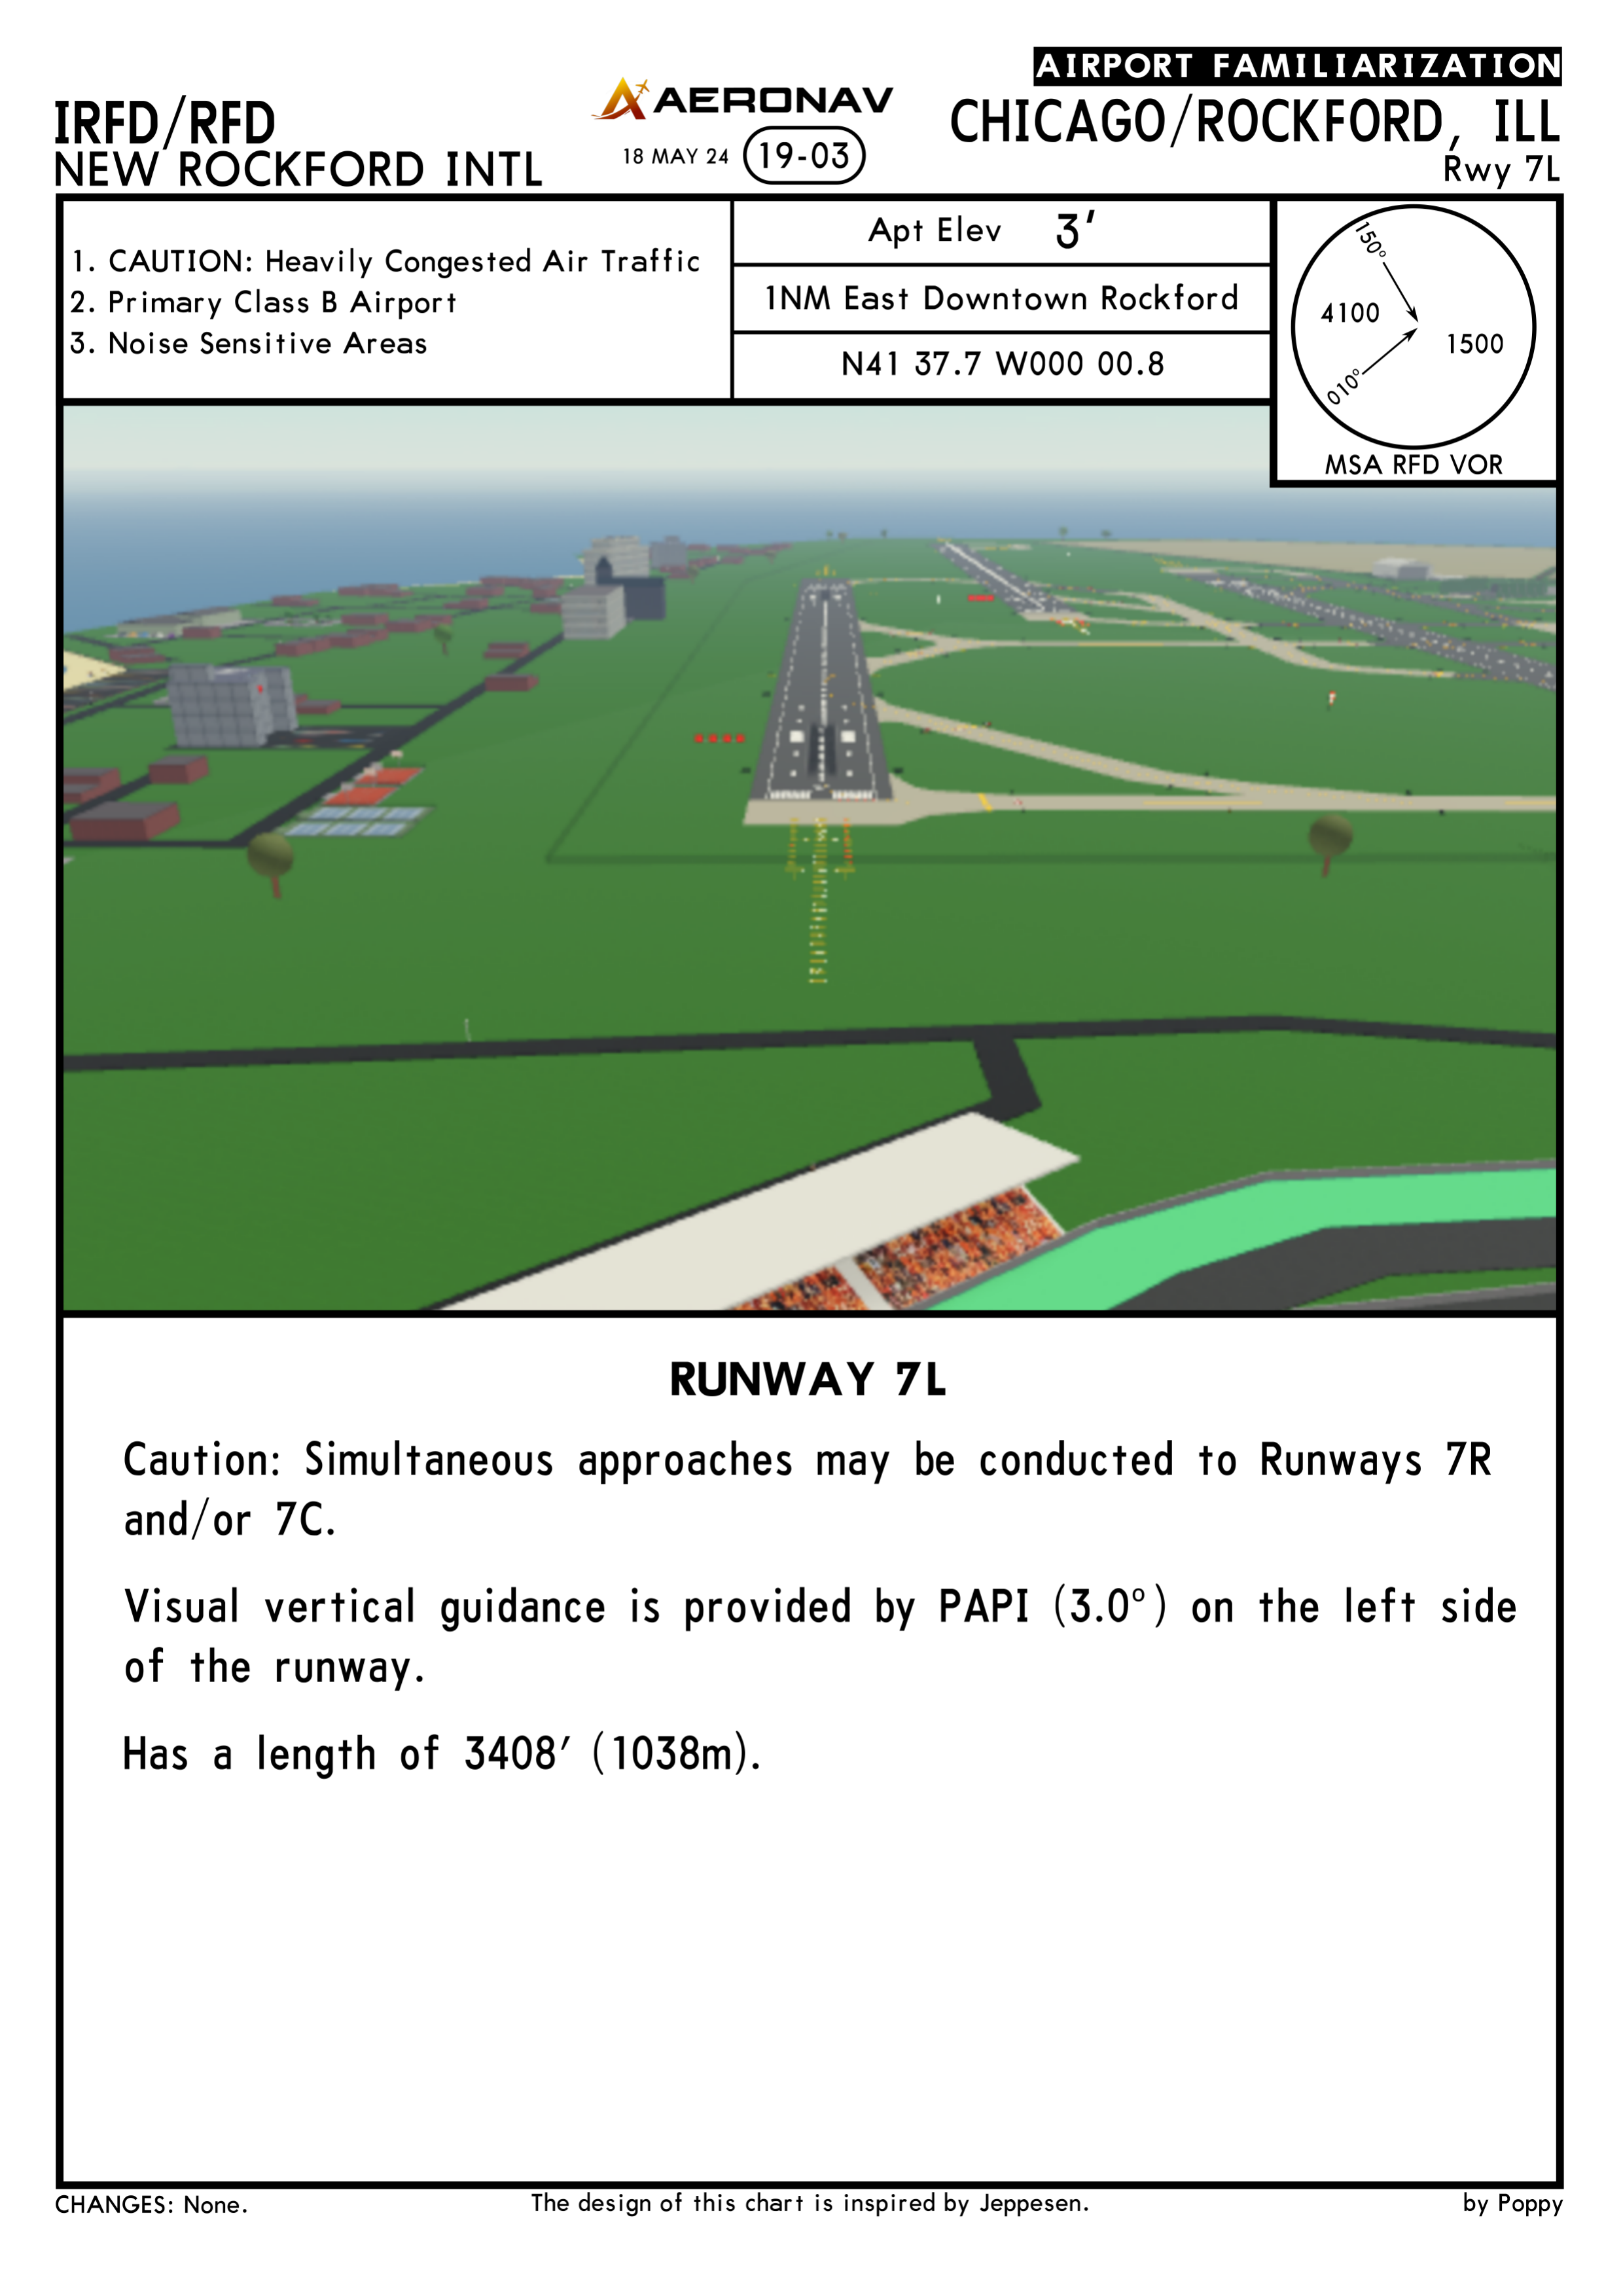 AIRPORT FAMILIARIZATION
IRFD/RFD
NEW ROCKFORD INTL
AERONAV
18 MAY 24 19-03
CHICAGO/ROCKFORD, ILL
Rwy 7L
1. CAUTION: Heavily Congested Air Traffic
2. Primary Class B Airport
3. Noise Sensitive Areas
Apt Elev 3'
1NM East Downtown Rockford
N41 37.7 W000 00.8
150°
4100
1500
010°
MSA RFD VOR
RUNWAY 7L
Caution: Simultaneous approaches may be conducted to Runways 7R
and/or 7C.
Visual vertical guidance is provided by PAPI (3.0°) on the left side
of the runway.
Has a length of 3408' (1038m).
CHANGES: None.
The design of this chart is inspired by Jeppesen.
by Poppy